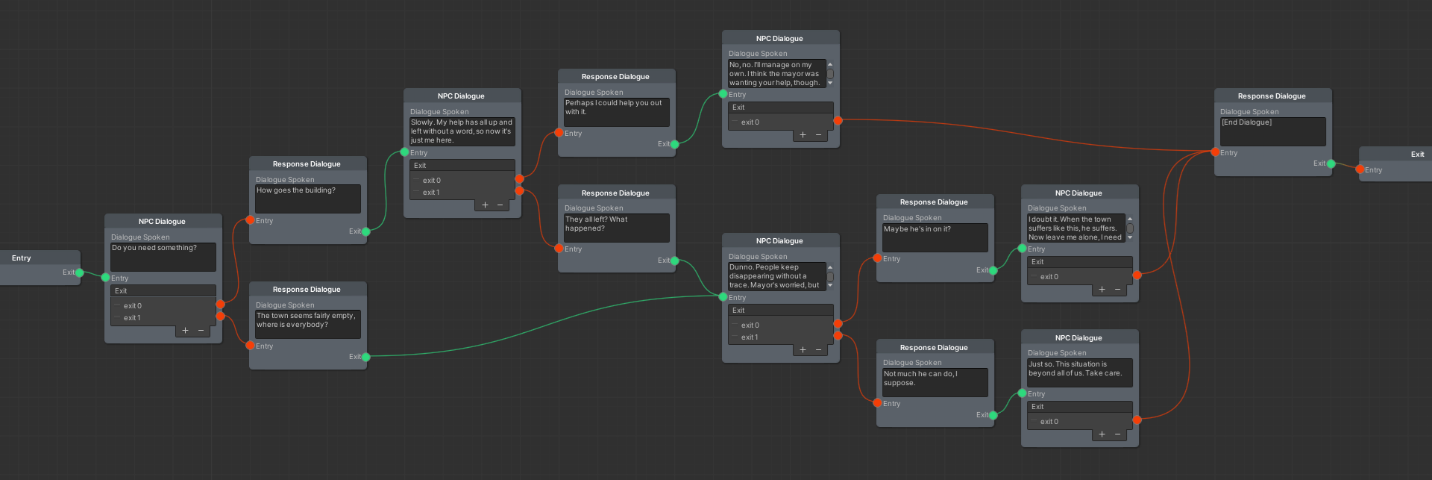 Entry
Exit
NPC Dialogue
Dialogue Spoken
Do you need something?
Entry
Exit
exit 0
exit 1
+ −
Response Dialogue
Dialogue Spoken
How goes the building?
Entry
Exit
Response Dialogue
Dialogue Spoken
The town seems fairly empty,
where is everybody?
Entry
Exit
NPC Dialogue
Dialogue Spoken
Slowly. My help has all up and
left without a word, so now it's
just me here.
Entry
Exit
exit 0
exit 1
+ −
Response Dialogue
Dialogue Spoken
Perhaps I could help you out
with it.
Entry
Exit
Response Dialogue
Dialogue Spoken
They all left? What
happened?
Entry
Exit
NPC Dialogue
Dialogue Spoken
No, no. I'll manage on my
own. I think the mayor was
wanting your help, though.
Entry
Exit
exit 0
+ −
NPC Dialogue
Dialogue Spoken
Dunno. People keep
disappearing without a
trace. Mayor's worried, but
Entry
Exit
exit 0
exit 1
+ −
Response Dialogue
Dialogue Spoken
Maybe he's in on it?
Entry
Exit
Response Dialogue
Dialogue Spoken
Not much he can do, I
suppose.
Entry
Exit
NPC Dialogue
Dialogue Spoken
I doubt it. When the town
suffers like this, he suffers.
Now leave me alone, I need
Entry
Exit
exit 0
+ −
NPC Dialogue
Dialogue Spoken
Just so. This situation is
beyond all of us. Take care.
Entry
Exit
exit 0
+ −
Response Dialogue
Dialogue Spoken
[End Dialogue]
Entry
Exit
Exit
Entry